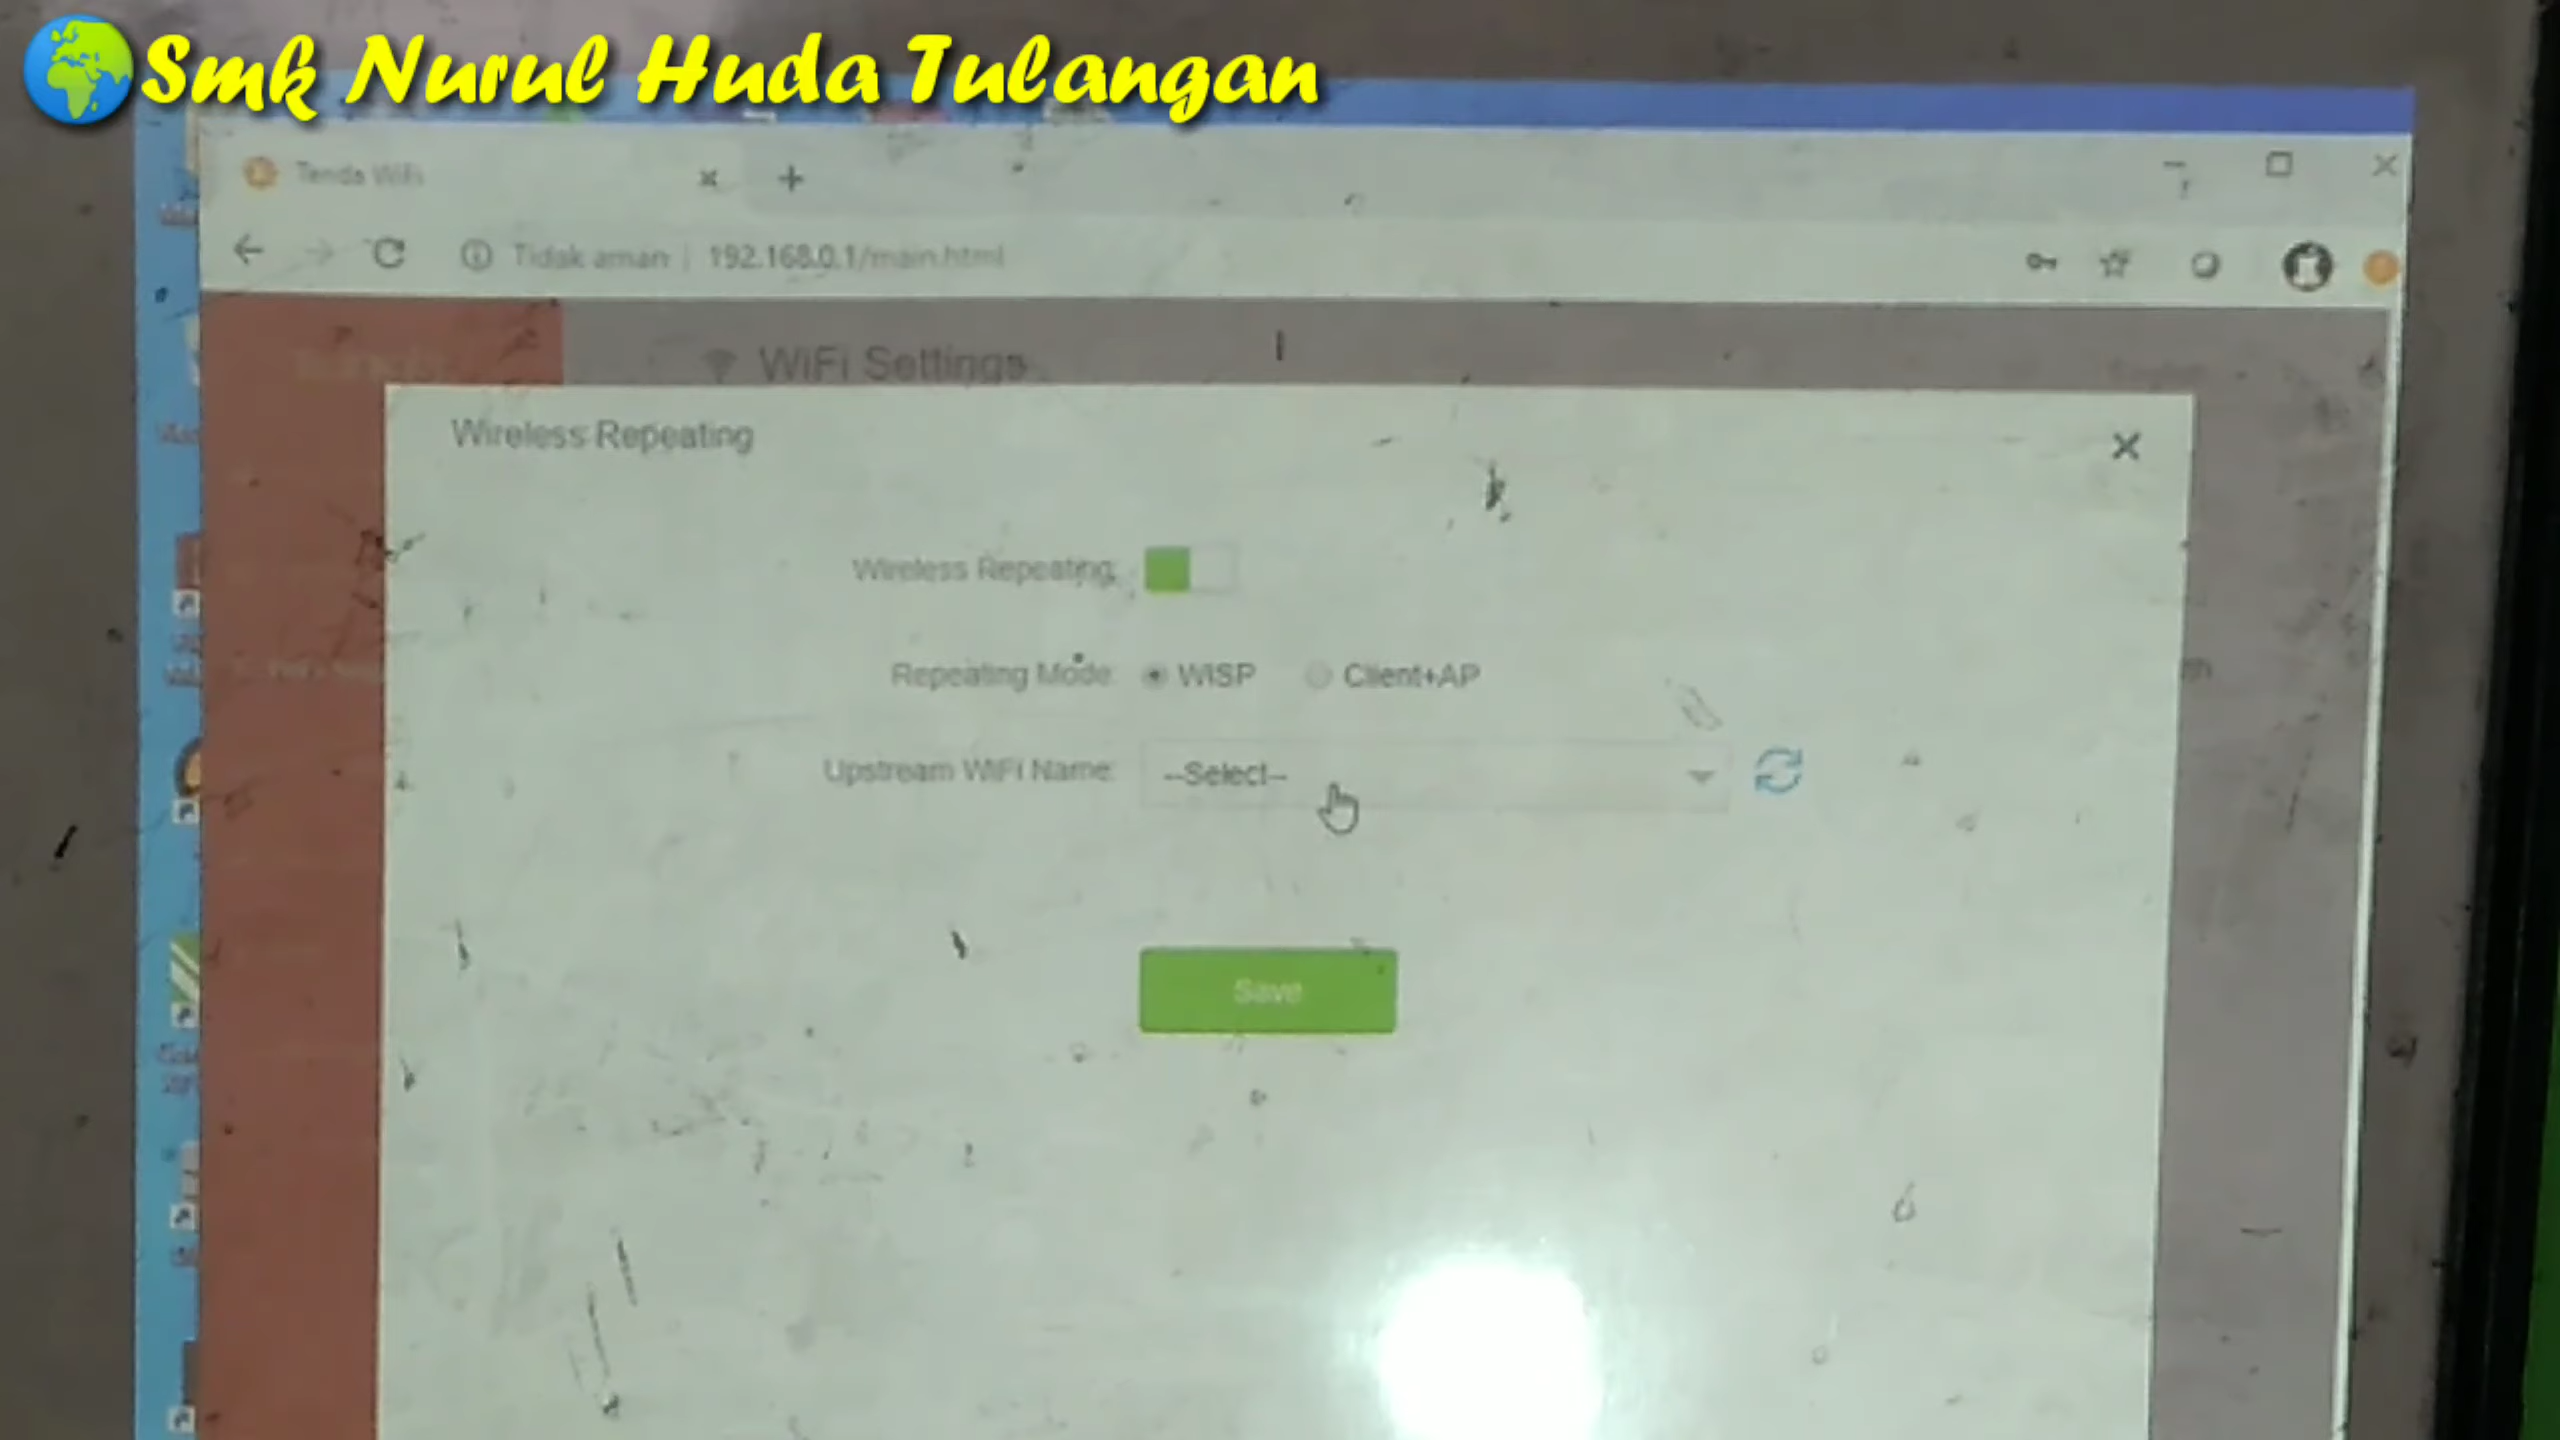 Smk Nurul Huda Tulangan
Tenda WiFi
Tidak aman | 192.168.0.1/main.html
WiFi Settings
Wireless Repeating
Wireless Repeating:
Repeating Mode: WISP Client+AP
Upstream WiFi Name: --Select--
Save